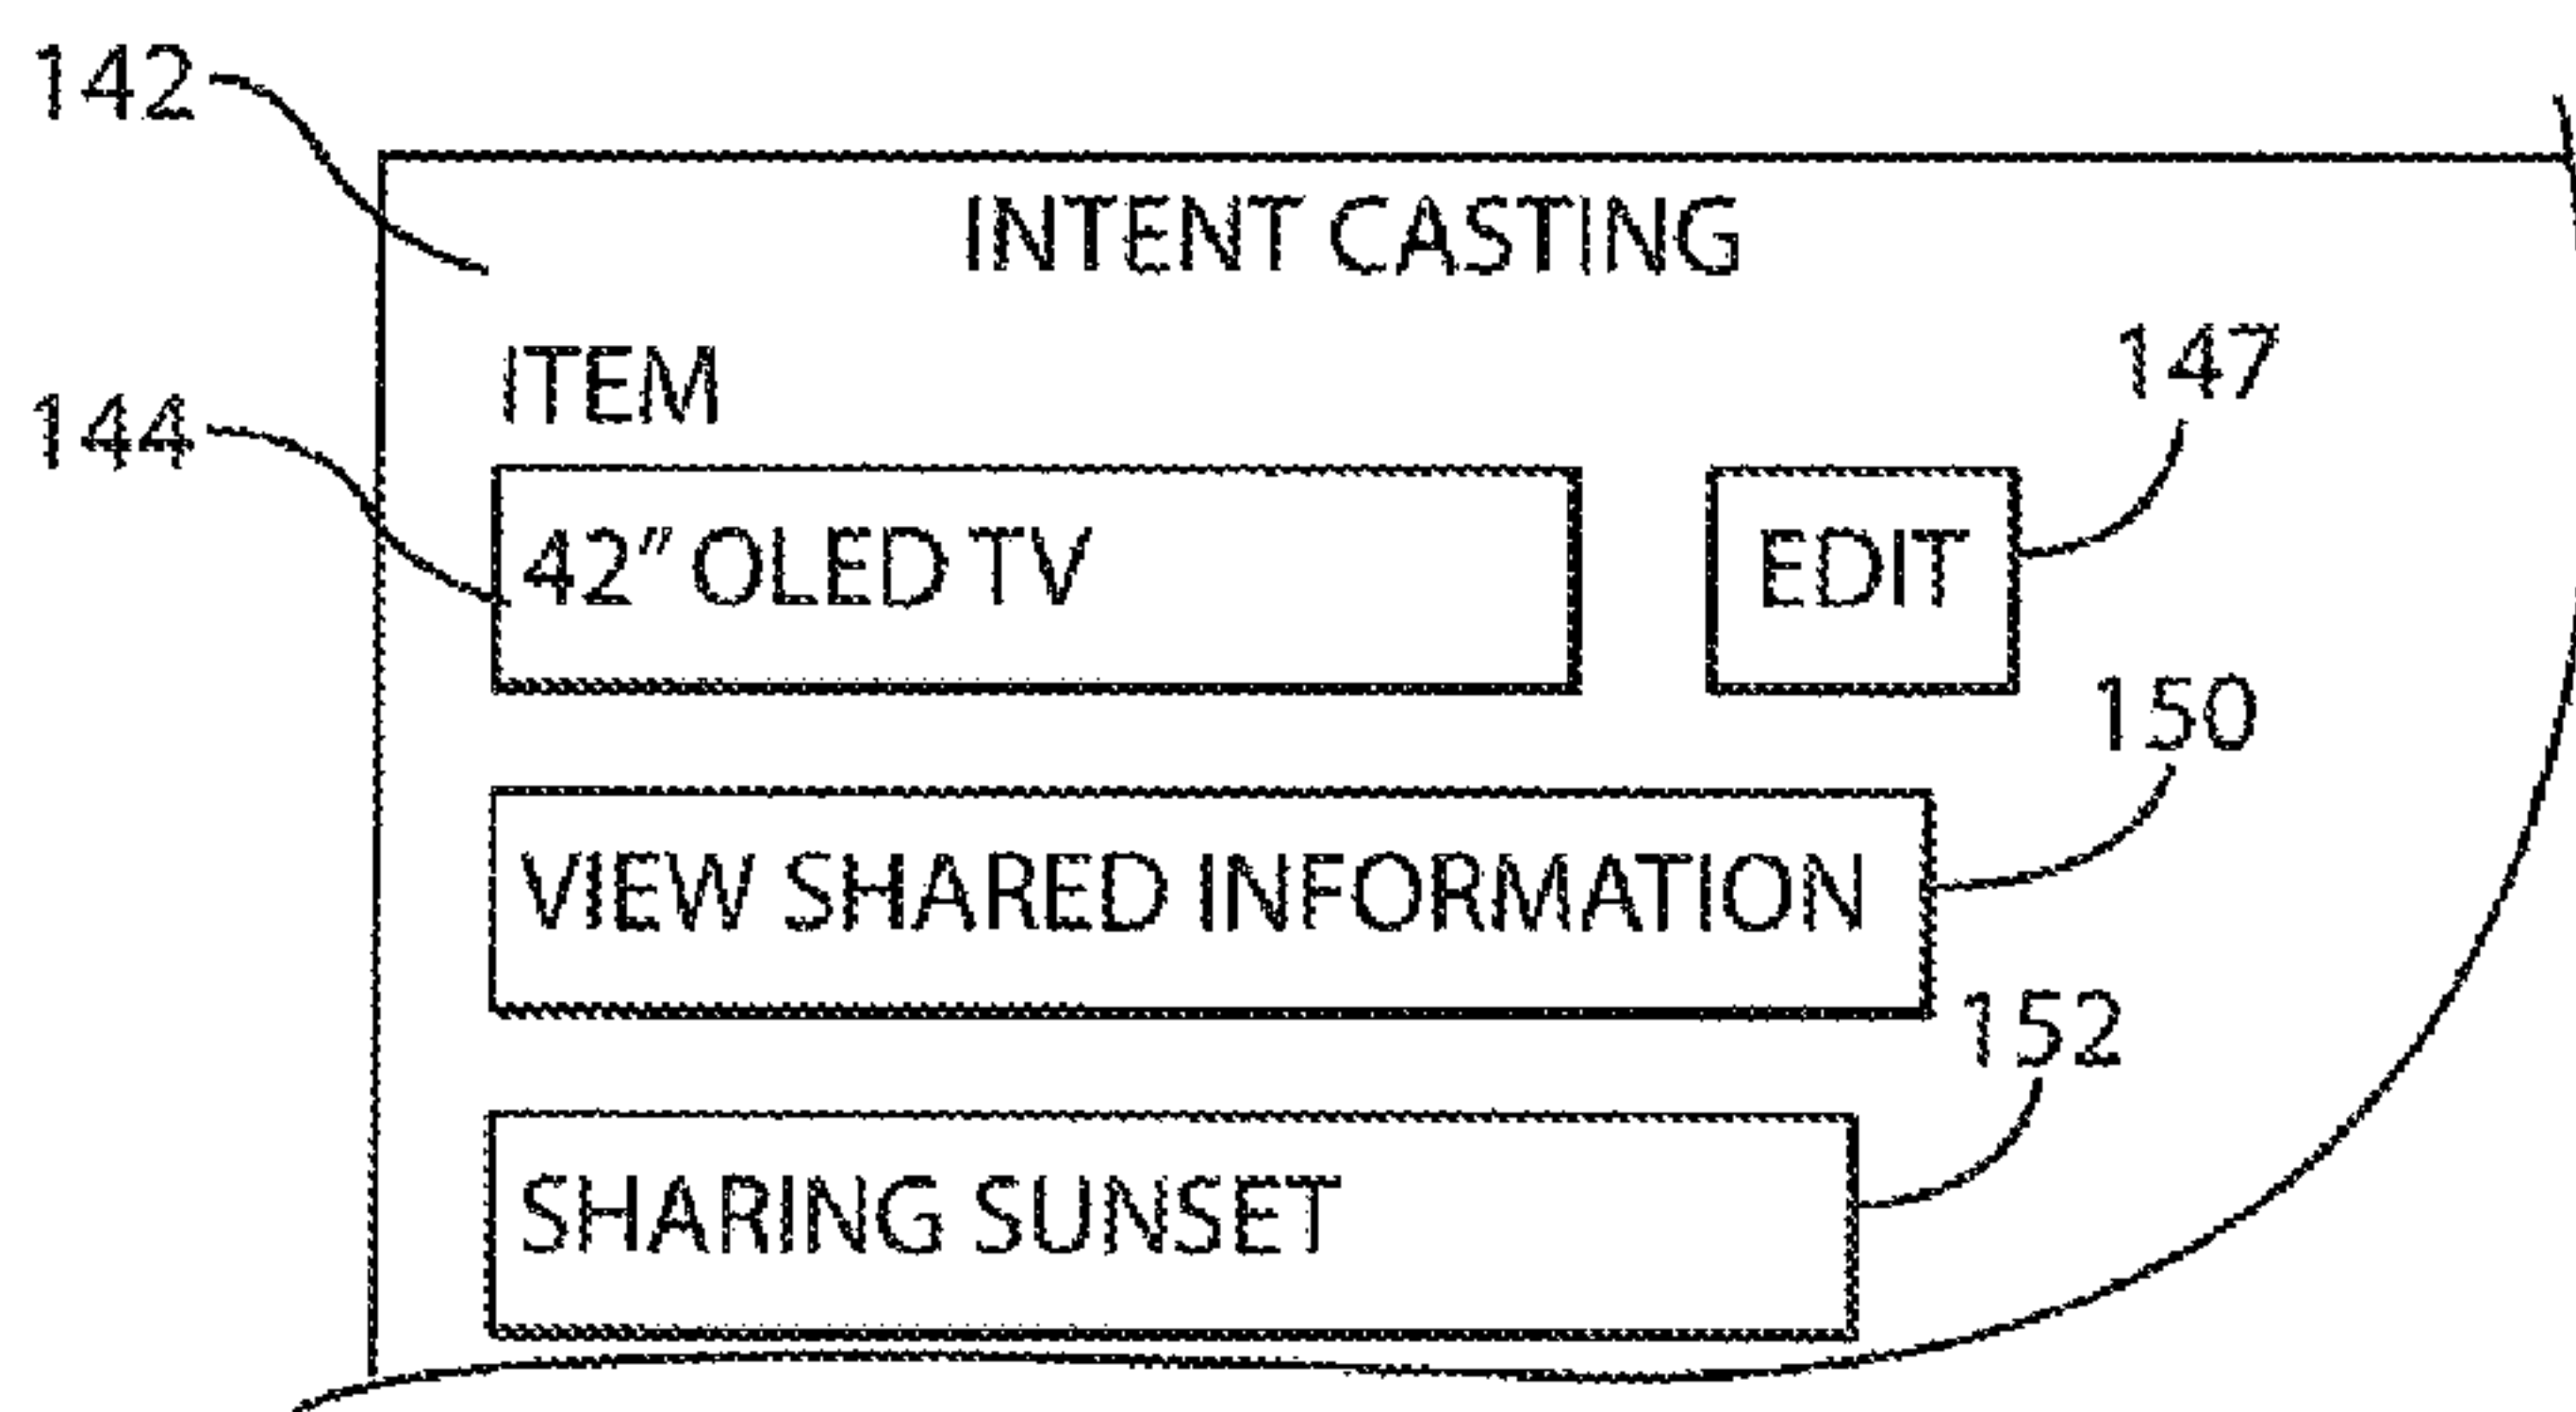 142
INTENT CASTING
ITEM
147
144
42" OLED TV
EDIT
150
VIEW SHARED INFORMATION
152
SHARING SUNSET